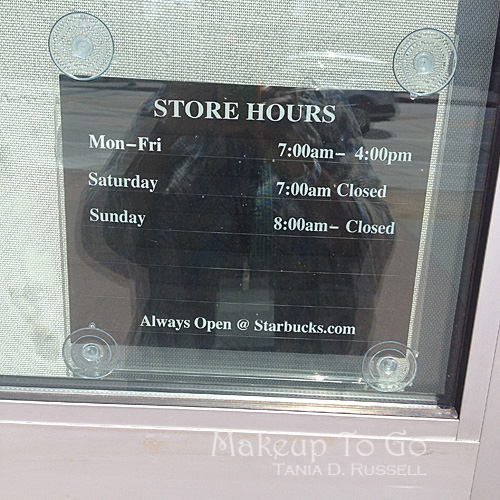 STORE HOURS
Mon–Fri 7:00am– 4:00pm
Saturday 7:00am Closed
Sunday 8:00am– Closed
Always Open @ Starbucks.com
Makeup To Go
Tania D. Russell